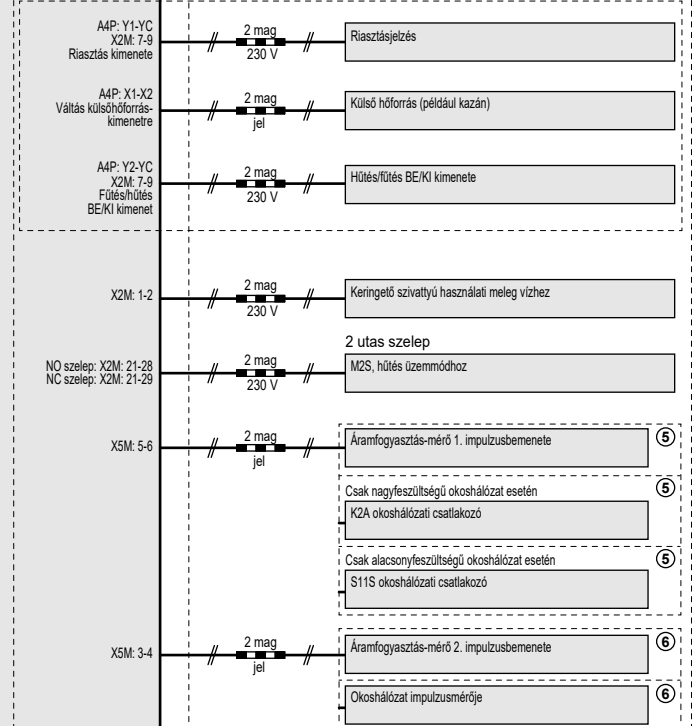 A4P: Y1-YC
X2M: 7-9
Riasztás kimenete
2 mag
230 V
Riasztásjelzés
A4P: X1-X2
Váltás külsőhőforrás-
kimenetre
2 mag
jel
Külső hőforrás (például kazán)
A4P: Y2-YC
X2M: 7-9
Fűtés/hűtés
BE/KI kimenet
2 mag
230 V
Hűtés/fűtés BE/KI kimenete
X2M: 1-2
2 mag
230 V
Keringető szivattyú használati meleg vízhez
2 utas szelep
NO szelep: X2M: 21-28
NC szelep: X2M: 21-29
2 mag
230 V
M2S, hűtés üzemmódhoz
X5M: 5-6
2 mag
jel
Áramfogyasztás-mérő 1. impulzusbemenete
5
Csak nagyfeszültségű okoshálózat esetén
5
K2A okoshálózati csatlakozó
Csak alacsonyfeszültségű okoshálózat esetén
5
S11S okoshálózati csatlakozó
X5M: 3-4
2 mag
jel
Áramfogyasztás-mérő 2. impulzusbemenete
6
Okoshálózat impulzusmérője
6